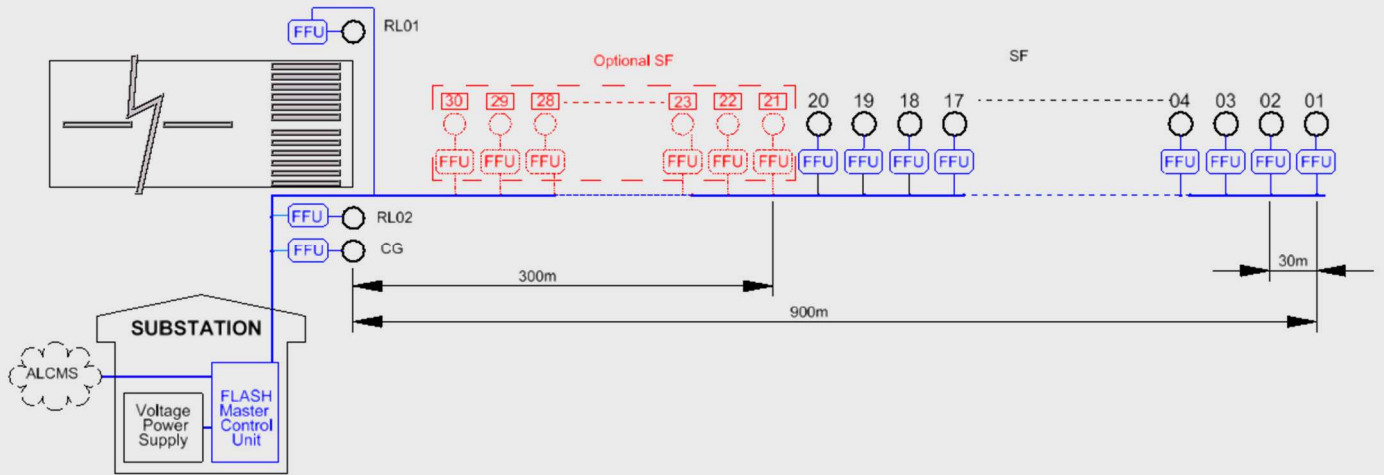 FFU RL01
Optional SF
SF
30 29 28 23 22 21 20 19 18 17 04 03 02 01
FFU FFU FFU FFU FFU FFU FFU FFU FFU FFU FFU FFU FFU FFU
FFU RL02
FFU CG
30m
300m
900m
SUBSTATION
ALCMS
Voltage
Power
Supply
FLASH
Master
Control
Unit